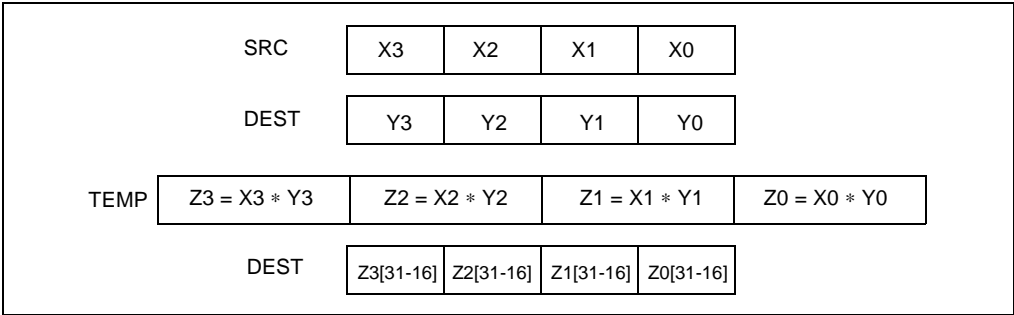 SRC X3 X2 X1 X0
DEST Y3 Y2 Y1 Y0
TEMP Z3 = X3 * Y3 Z2 = X2 * Y2 Z1 = X1 * Y1 Z0 = X0 * Y0
DEST Z3[31-16] Z2[31-16] Z1[31-16] Z0[31-16]